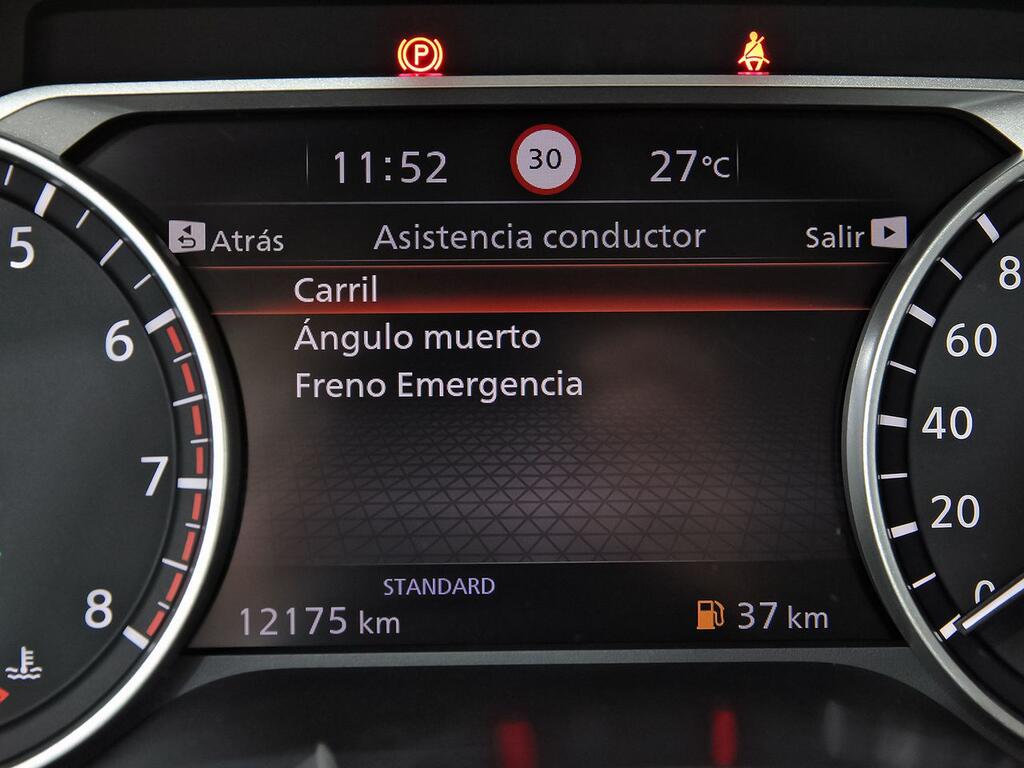 P
11:52 30 27°C
Atrás Asistencia conductor Salir
Carril
Ángulo muerto
Freno Emergencia
STANDARD
12175 km 37 km
5
6
7
8
80
60
40
20
0